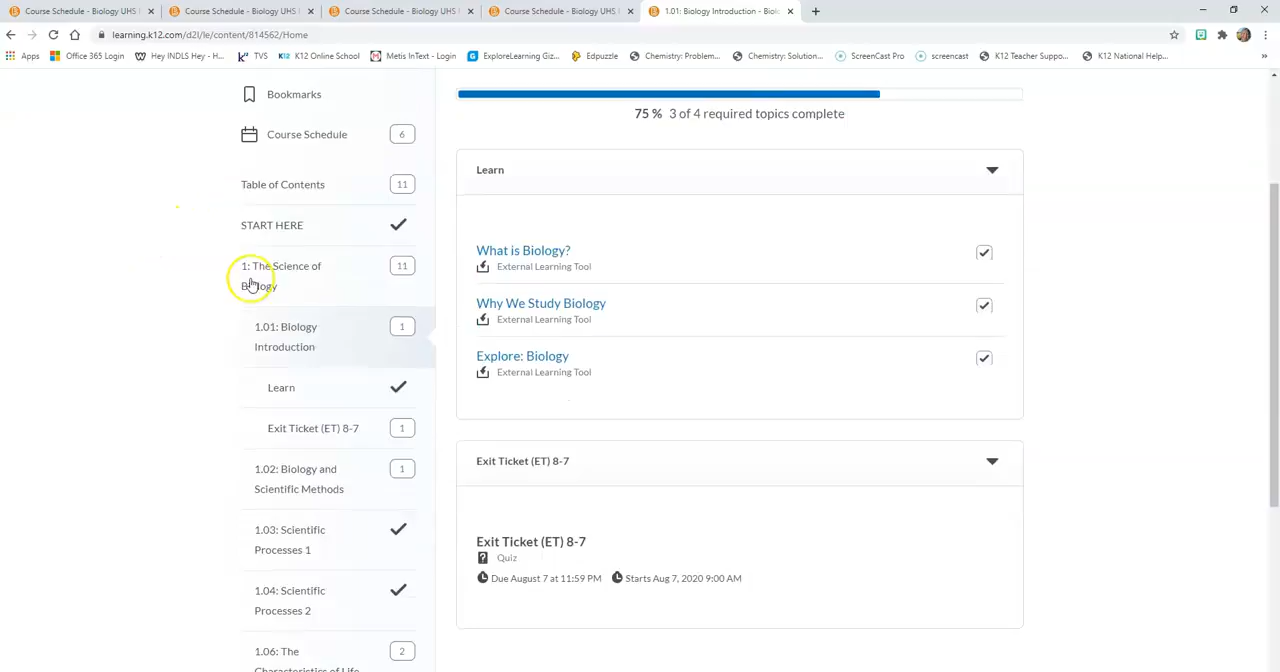 Course Schedule - Biology UHS
Course Schedule - Biology UHS
Course Schedule - Biology UHS
Course Schedule - Biology UHS
1.01: Biology Introduction - Biolo
learning.k12.com/d2l/le/content/814562/Home
Apps
Office 365 Login
Hey INDLS Hey - H...
TVS
K12 Online School
Metis InText - Login
ExploreLearning Giz...
Edpuzzle
Chemistry: Problem...
Chemistry: Solution...
ScreenCast Pro
screencast
K12 Teacher Suppo...
K12 National Help...
Bookmarks
Course Schedule 6
Table of Contents 11
START HERE
1: The Science of 11
Biology
1.01: Biology 1
Introduction
Learn
Exit Ticket (ET) 8-7 1
1.02: Biology and 1
Scientific Methods
1.03: Scientific
Processes 1
1.04: Scientific
Processes 2
1.06: The 2
Characteristics of Life
75 % 3 of 4 required topics complete
Learn
What is Biology?
External Learning Tool
Why We Study Biology
External Learning Tool
Explore: Biology
External Learning Tool
Exit Ticket (ET) 8-7
Exit Ticket (ET) 8-7
Quiz
Due August 7 at 11:59 PM Starts Aug 7, 2020 9:00 AM